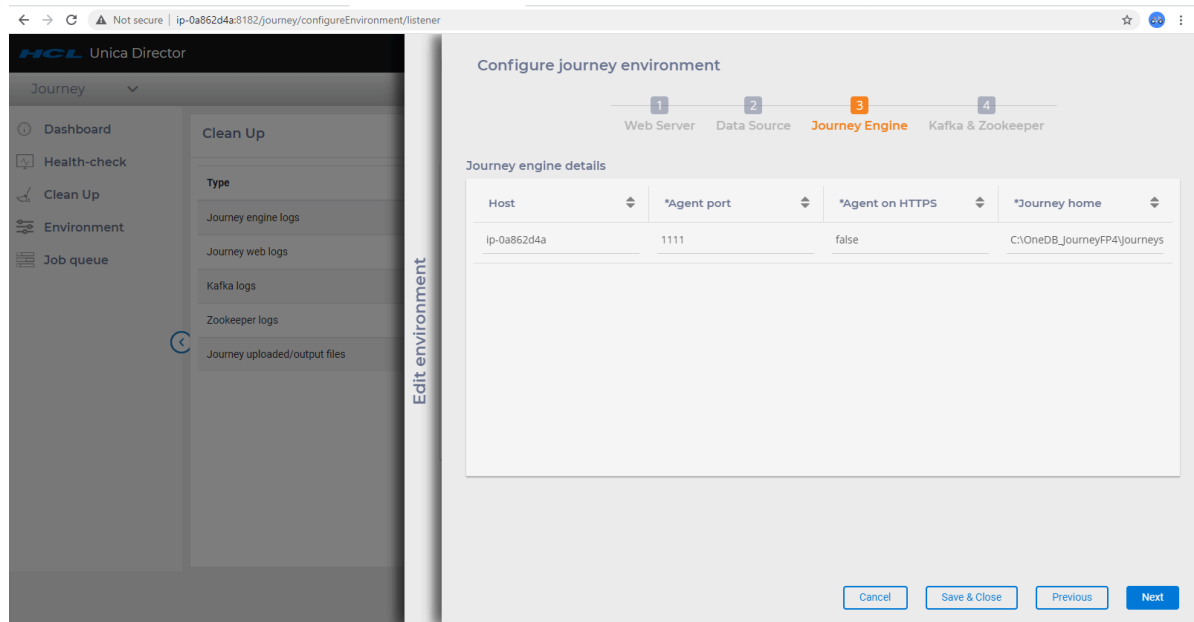 Not secure | ip-0a862d4a:8182/journey/configureEnvironment/listener
HCL Unica Director
Journey
Dashboard
Health-check
Clean Up
Environment
Job queue
Clean Up
Type
Journey engine logs
Journey web logs
Kafka logs
Zookeeper logs
Journey uploaded/output files
Edit environment
Configure journey environment
1 2 3 4
Web Server Data Source Journey Engine Kafka & Zookeeper
Journey engine details
Host *Agent port *Agent on HTTPS *Journey home
ip-0a862d4a 1111 false C:\OneDB_JourneyFP4\Journeys
Cancel Save & Close Previous Next